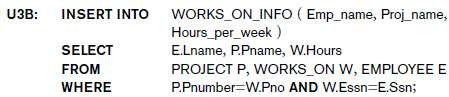 U3B: INSERT INTO WORKS_ON_INFO ( Emp_name, Proj_name,
Hours_per_week )
SELECT E.Lname, P.Pname, W.Hours
FROM PROJECT P, WORKS_ON W, EMPLOYEE E
WHERE P.Pnumber=W.Pno AND W.Essn=E.Ssn;